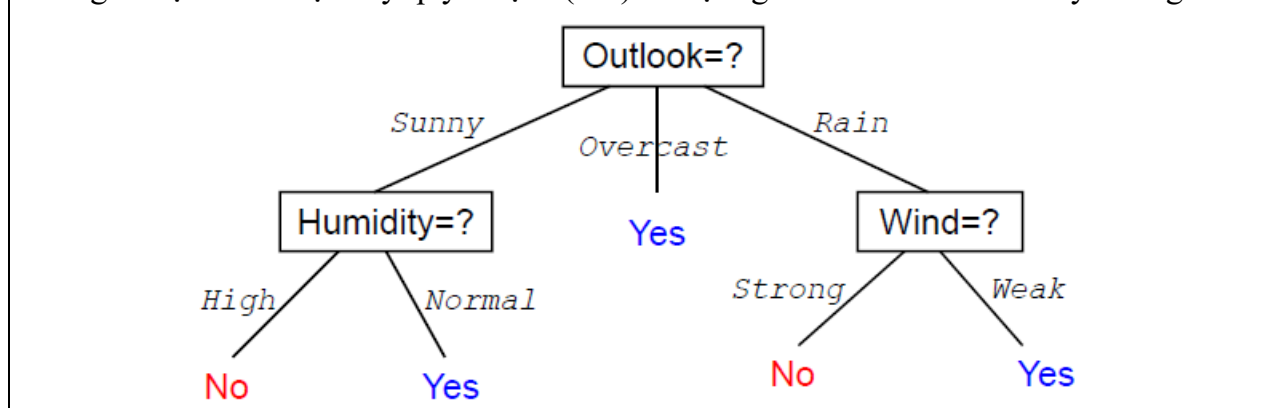 Outlook=?
Sunny
Overcast
Rain
Humidity=?
Yes
Wind=?
High
Normal
Strong
Weak
No
Yes
No
Yes